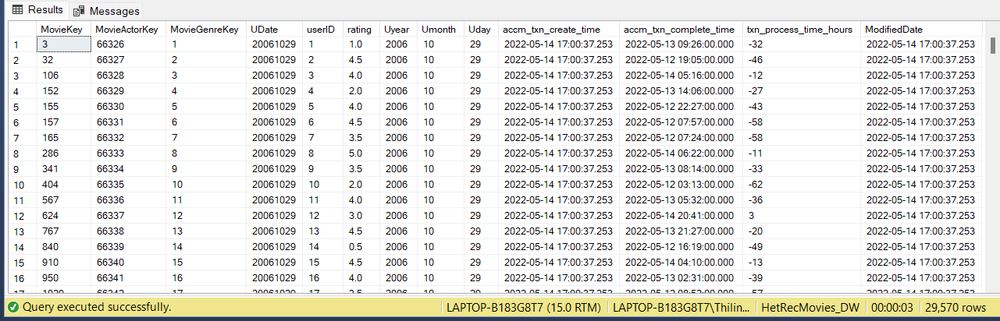 Results Messages
MovieKey MovieActorKey MovieGenreKey UDate userID rating Uyear Umonth Uday accm_txn_create_time accm_txn_complete_time txn_process_time_hours ModifiedDate
1 3 66326 1 20061029 1 1.0 2006 10 29 2022-05-14 17:00:37.253 2022-05-13 09:26:00.000 -32 2022-05-14 17:00:37.253
2 32 66327 2 20061029 2 4.5 2006 10 29 2022-05-14 17:00:37.253 2022-05-12 19:05:00.000 -46 2022-05-14 17:00:37.253
3 106 66328 3 20061029 3 4.0 2006 10 29 2022-05-14 17:00:37.253 2022-05-14 05:16:00.000 -12 2022-05-14 17:00:37.253
4 152 66329 4 20061029 4 2.0 2006 10 29 2022-05-14 17:00:37.253 2022-05-13 14:06:00.000 -27 2022-05-14 17:00:37.253
5 155 66330 5 20061029 5 4.0 2006 10 29 2022-05-14 17:00:37.253 2022-05-12 22:27:00.000 -43 2022-05-14 17:00:37.253
6 157 66331 6 20061029 6 4.5 2006 10 29 2022-05-14 17:00:37.253 2022-05-12 07:57:00.000 -58 2022-05-14 17:00:37.253
7 165 66332 7 20061029 7 3.5 2006 10 29 2022-05-14 17:00:37.253 2022-05-12 07:24:00.000 -58 2022-05-14 17:00:37.253
8 286 66333 8 20061029 8 5.0 2006 10 29 2022-05-14 17:00:37.253 2022-05-14 06:22:00.000 -11 2022-05-14 17:00:37.253
9 341 66334 9 20061029 9 3.5 2006 10 29 2022-05-14 17:00:37.253 2022-05-13 08:14:00.000 -33 2022-05-14 17:00:37.253
10 404 66335 10 20061029 10 2.0 2006 10 29 2022-05-14 17:00:37.253 2022-05-12 03:13:00.000 -62 2022-05-14 17:00:37.253
11 567 66336 11 20061029 11 4.0 2006 10 29 2022-05-14 17:00:37.253 2022-05-13 05:32:00.000 -36 2022-05-14 17:00:37.253
12 624 66337 12 20061029 12 3.0 2006 10 29 2022-05-14 17:00:37.253 2022-05-14 20:41:00.000 3 2022-05-14 17:00:37.253
13 767 66338 13 20061029 13 4.5 2006 10 29 2022-05-14 17:00:37.253 2022-05-13 21:27:00.000 -20 2022-05-14 17:00:37.253
14 840 66339 14 20061029 14 0.5 2006 10 29 2022-05-14 17:00:37.253 2022-05-12 16:19:00.000 -49 2022-05-14 17:00:37.253
15 910 66340 15 20061029 15 4.5 2006 10 29 2022-05-14 17:00:37.253 2022-05-14 04:10:00.000 -13 2022-05-14 17:00:37.253
16 950 66341 16 20061029 16 4.0 2006 10 29 2022-05-14 17:00:37.253 2022-05-13 02:31:00.000 -39 2022-05-14 17:00:37.253
Query executed successfully. LAPTOP-B183G8T7 (15.0 RTM) LAPTOP-B183G8T7\Thilin... HetRecMovies_DW 00:00:03 29,570 rows